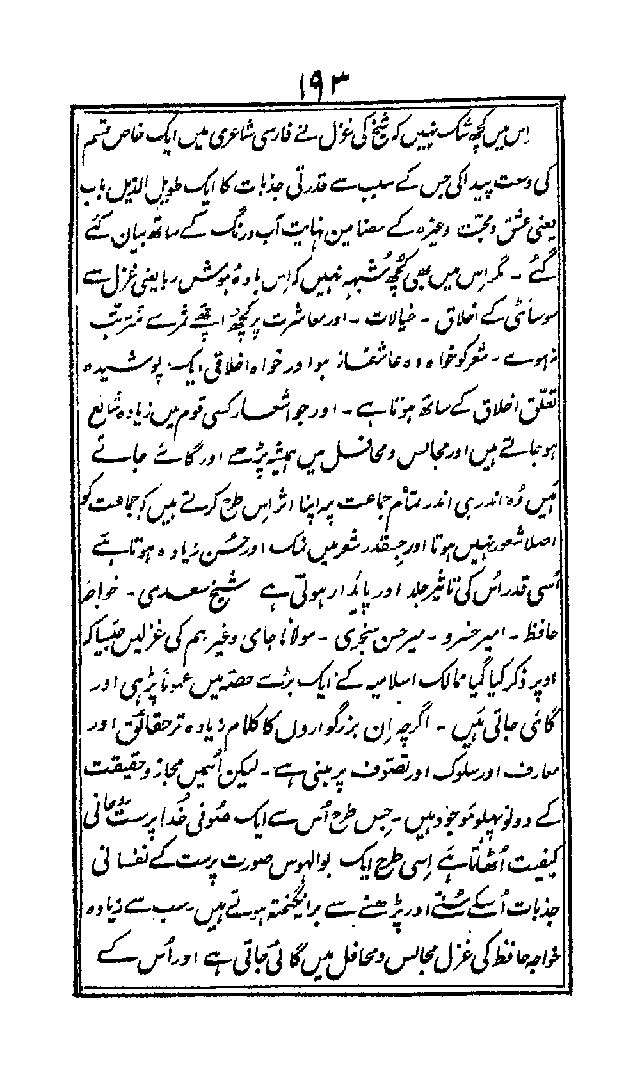 ۱۹۳
اس میں کچھ شک نہیں کہ شیخ کی غزل نے فارسی شاعری میں ایک خاص قسم
کی وسعت پیدا کی جس کے سبب سے قدرتی جذبات کا ایک طویل الذیل باب
یعنی عشق و محبت وغیرہ کے مضامین نہایت آب و رنگ کے ساتھ بیان کئے
گئے ۔ مگر اس میں بھی کچھ شبہہ نہیں کہ اس بادۂ ہوش ربا یعنی غزل سے
سوسائٹی کے اخلاق ۔ خیالات ۔ اور معاشرت پر کچھ اچھے ثمرے مترتب
نہوے ۔ شعر کو خواہ وہ عاشقانہ ہو اور خواہ اخلاقی ایک پوشیدہ
تعلق اخلاق کے ساتھ ہوتا ہے ۔ اور جو اشعار کسی قوم میں زیادہ شایع
ہو جاتے ہیں اور مجالس و محافل میں ہمیشہ پڑھے اور گائے جاتے
ہیں وہ اندر ہی اندر تمام جماعت پر اپنا اثر اس طرح کرتے ہیں کہ جماعت کو
اصلا شعور نہیں ہوتا اور جسقدر شعر میں نمک اور حسن زیادہ ہوتا ہے
اسی قدر اس کی تاثیر جلد اور پائدار ہوتی ہے شیخ سعدی ۔ خواجہ
حافظ ۔ امیر خسرو ۔ میر حسن سنجری ۔ مولانا جامی وغیرہم کی غزلیں جیسا کہ
اوپر ذکر کیا گیا ممالک اسلامیہ کے ایک بڑے حصہ میں عموماً پڑھی اور
گائی جاتی ہیں ۔ اگرچہ ان بزرگواروں کا کلام زیادہ تر حقائق اور
معارف اور سلوک اور تصوف پر مبنی ہے ۔ لیکن اُسمیں مجاز و حقیقت
کے دونو پہلو موجود ہیں ۔ جس طرح اُس سے ایک صوفی خدا پرست روحانی
کیفیت اُٹھاتا ہے اسی طرح ایک بوالہوس صورت پرست کے نفسانی
جذبات اُسکے سننے اور پڑھنے سے برانگیختہ ہوتے ہیں ۔ سب سے زیادہ
خواجہ حافظ کی غزل مجالس و محافل میں گائی جاتی ہے اور اُس کے